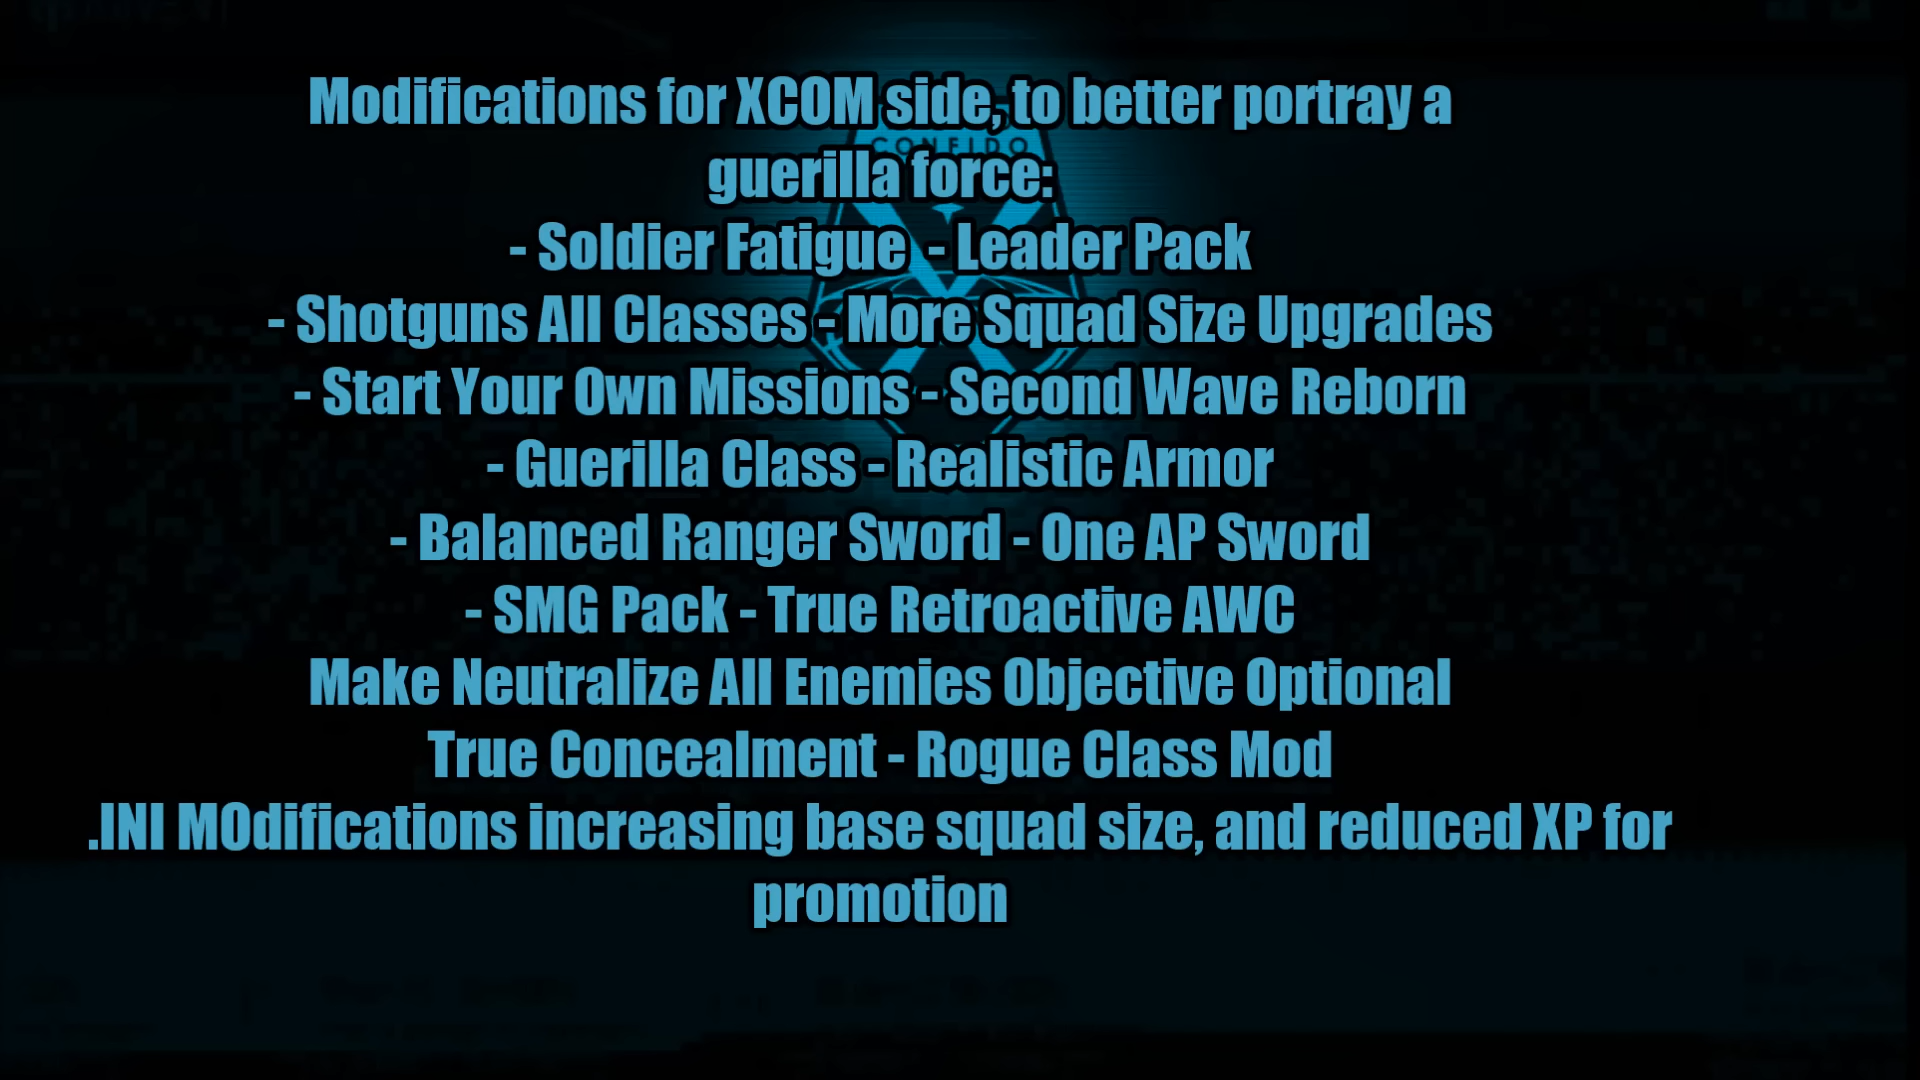 Modifications for XCOM side, to better portray a
CONFIDO
guerilla force:
- Soldier Fatigue - Leader Pack
- Shotguns All Classes - More Squad Size Upgrades
- Start Your Own Missions - Second Wave Reborn
- Guerilla Class - Realistic Armor
- Balanced Ranger Sword - One AP Sword
- SMG Pack - True Retroactive AWC
Make Neutralize All Enemies Objective Optional
True Concealment - Rogue Class Mod
.INI MOdifications increasing base squad size, and reduced XP for
promotion